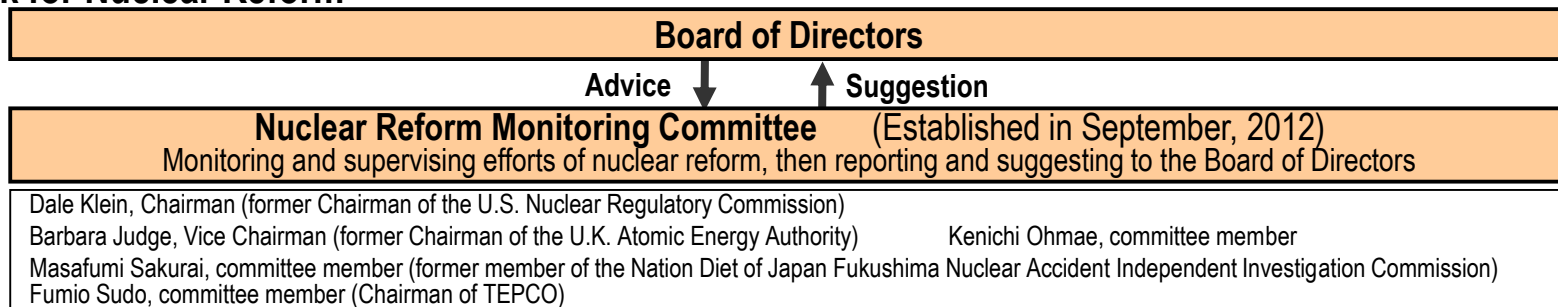 for Nuclear Reform
Board of Directors
Advice Suggestion
Nuclear Reform Monitoring Committee (Established in September, 2012)
Monitoring and supervising efforts of nuclear reform, then reporting and suggesting to the Board of Directors
Dale Klein, Chairman (former Chairman of the U.S. Nuclear Regulatory Commission)
Barbara Judge, Vice Chairman (former Chairman of the U.K. Atomic Energy Authority) Kenichi Ohmae, committee member
Masafumi Sakurai, committee member (former member of the Nation Diet of Japan Fukushima Nuclear Accident Independent Investigation Commission)
Fumio Sudo, committee member (Chairman of TEPCO)